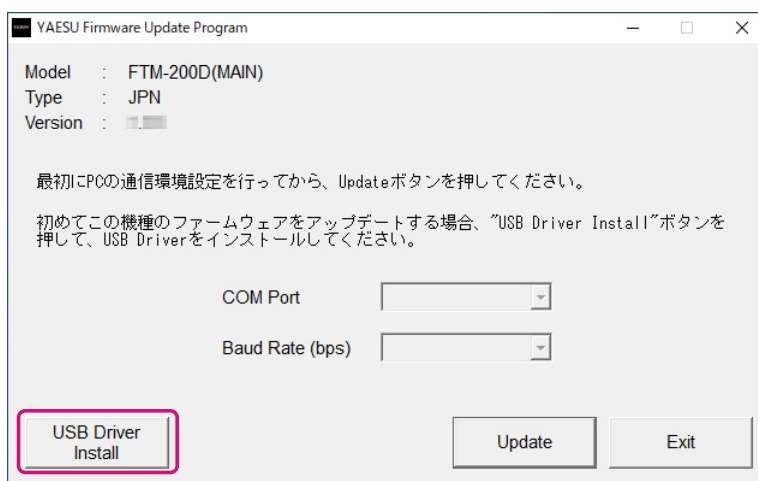 YAESU Firmware Update Program
Model : FTM-200D(MAIN)
Type : JPN
Version :
最初にPCの通信環境設定を行ってから、Updateボタンを押してください。
初めてこの機種のファームウェアをアップデートする場合、"USB Driver Install"ボタンを
押して、USB Driverをインストールしてください。
COM Port
Baud Rate (bps)
USB Driver
Install
Update
Exit